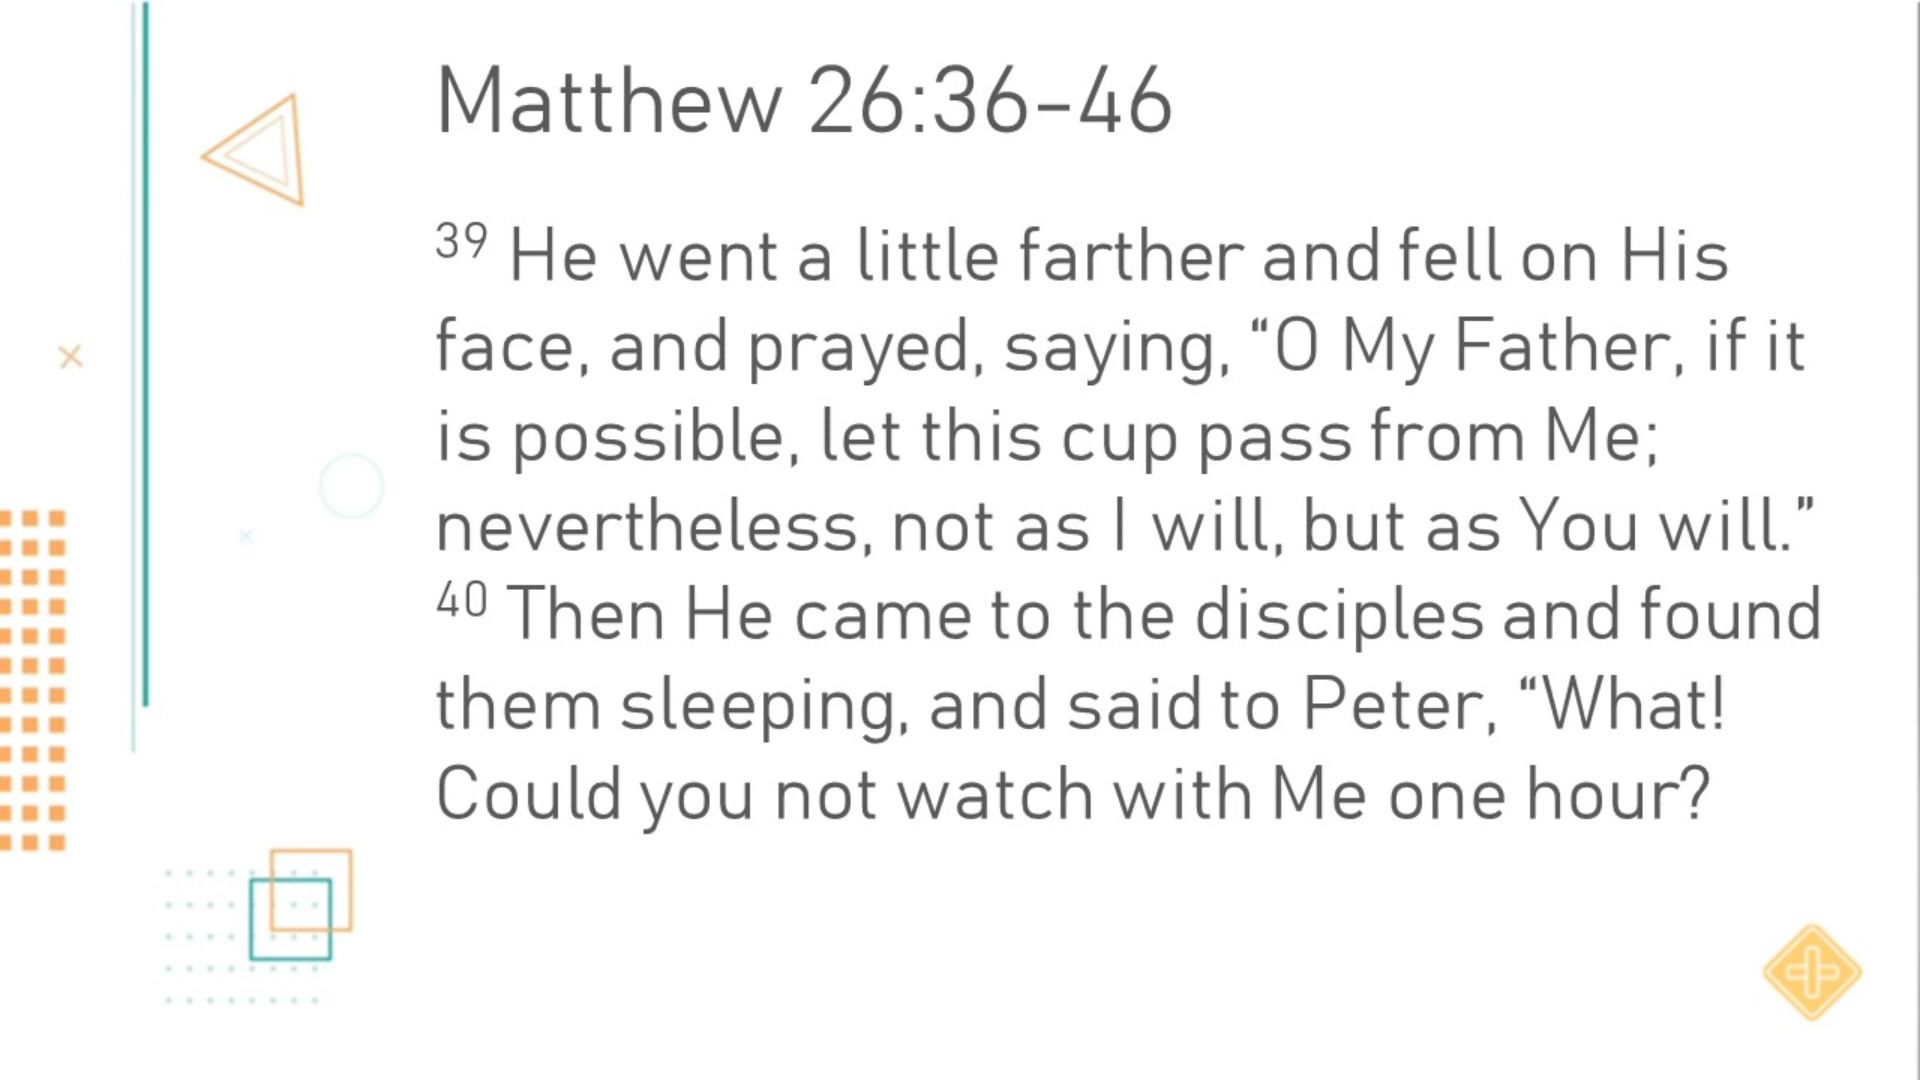 Matthew 26:36–46
39 He went a little farther and fell on His
face, and prayed, saying, “O My Father, if it
is possible, let this cup pass from Me;
nevertheless, not as I will, but as You will.”
40 Then He came to the disciples and found
them sleeping, and said to Peter, “What!
Could you not watch with Me one hour?